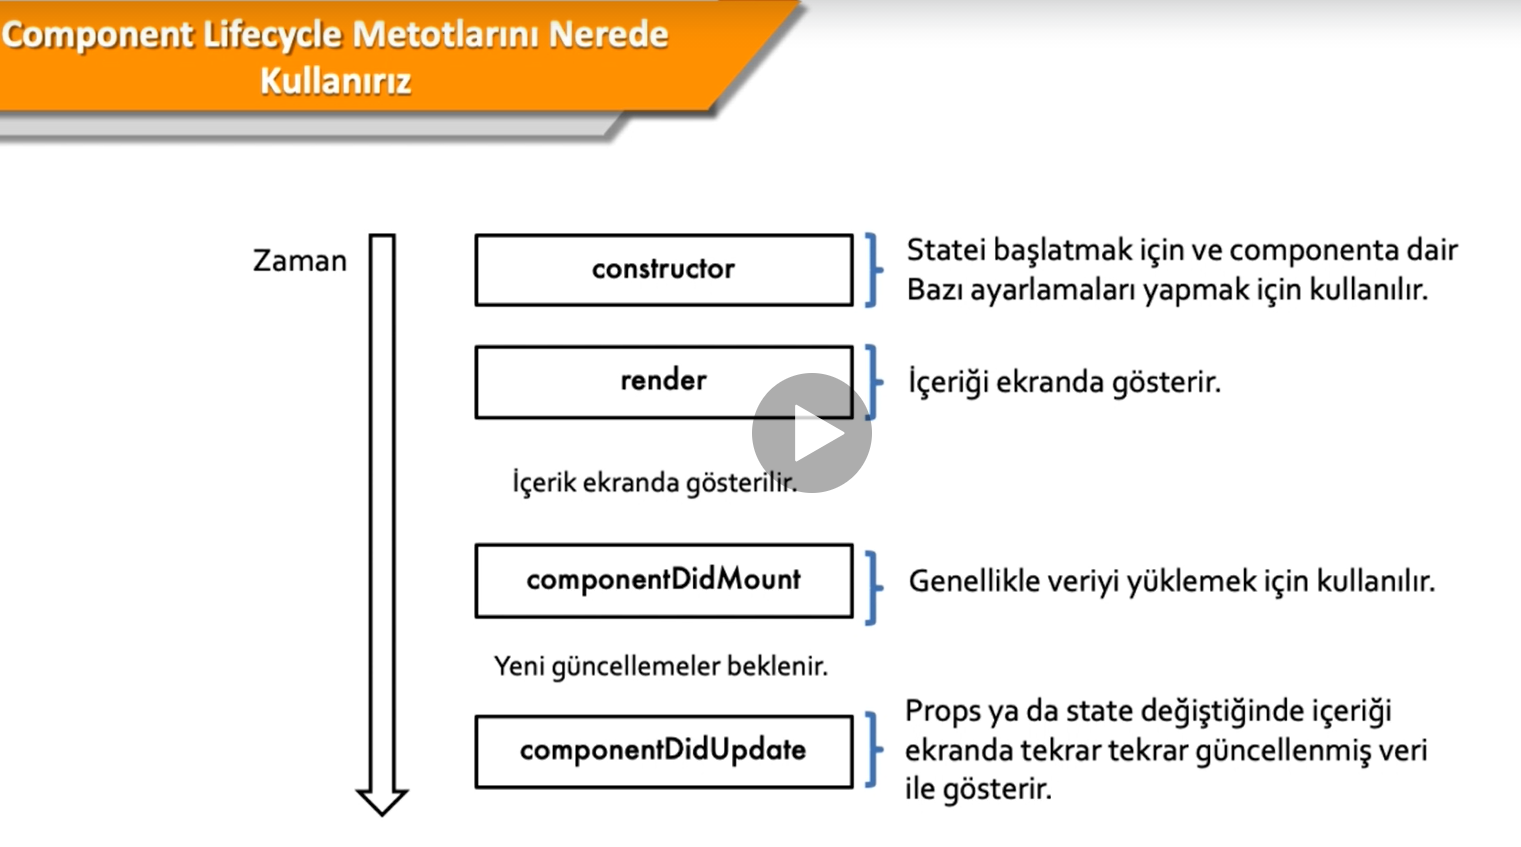 Component Lifecycle Metotlarını Nerede
Kullanırız
Zaman
constructor
Statei başlatmak için ve componenta dair
Bazı ayarlamaları yapmak için kullanılır.
render
İçeriği ekranda gösterir.
İçerik ekranda gösterilir.
componentDidMount
Genellikle veriyi yüklemek için kullanılır.
Yeni güncellemeler beklenir.
componentDidUpdate
Props ya da state değiştiğinde içeriği
ekranda tekrar tekrar güncellenmiş veri
ile gösterir.